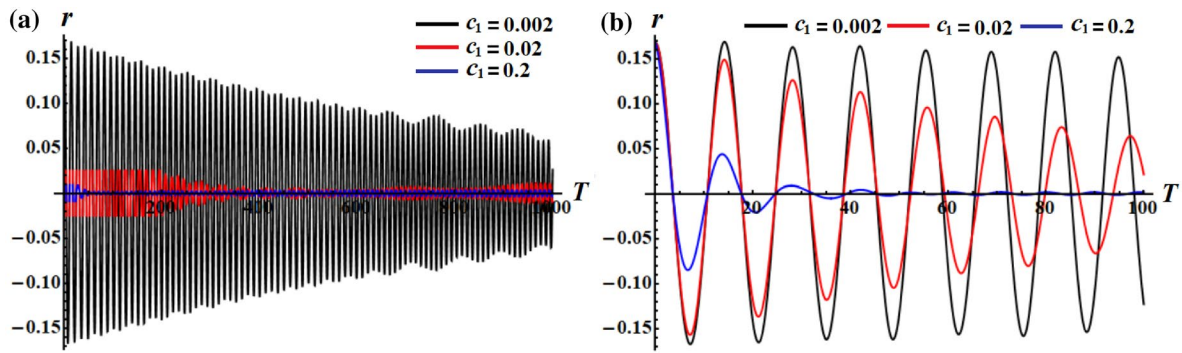 (a)
r
c₁ = 0.002
c₁ = 0.02
c₁ = 0.2
0.15
0.10
0.05
200 400 600 800 1000 T
−0.05
−0.10
−0.15
(b)
r
c₁ = 0.002 c₁ = 0.02 c₁ = 0.2
0.15
0.10
0.05
20 40 60 80 100 T
−0.05
−0.10
−0.15